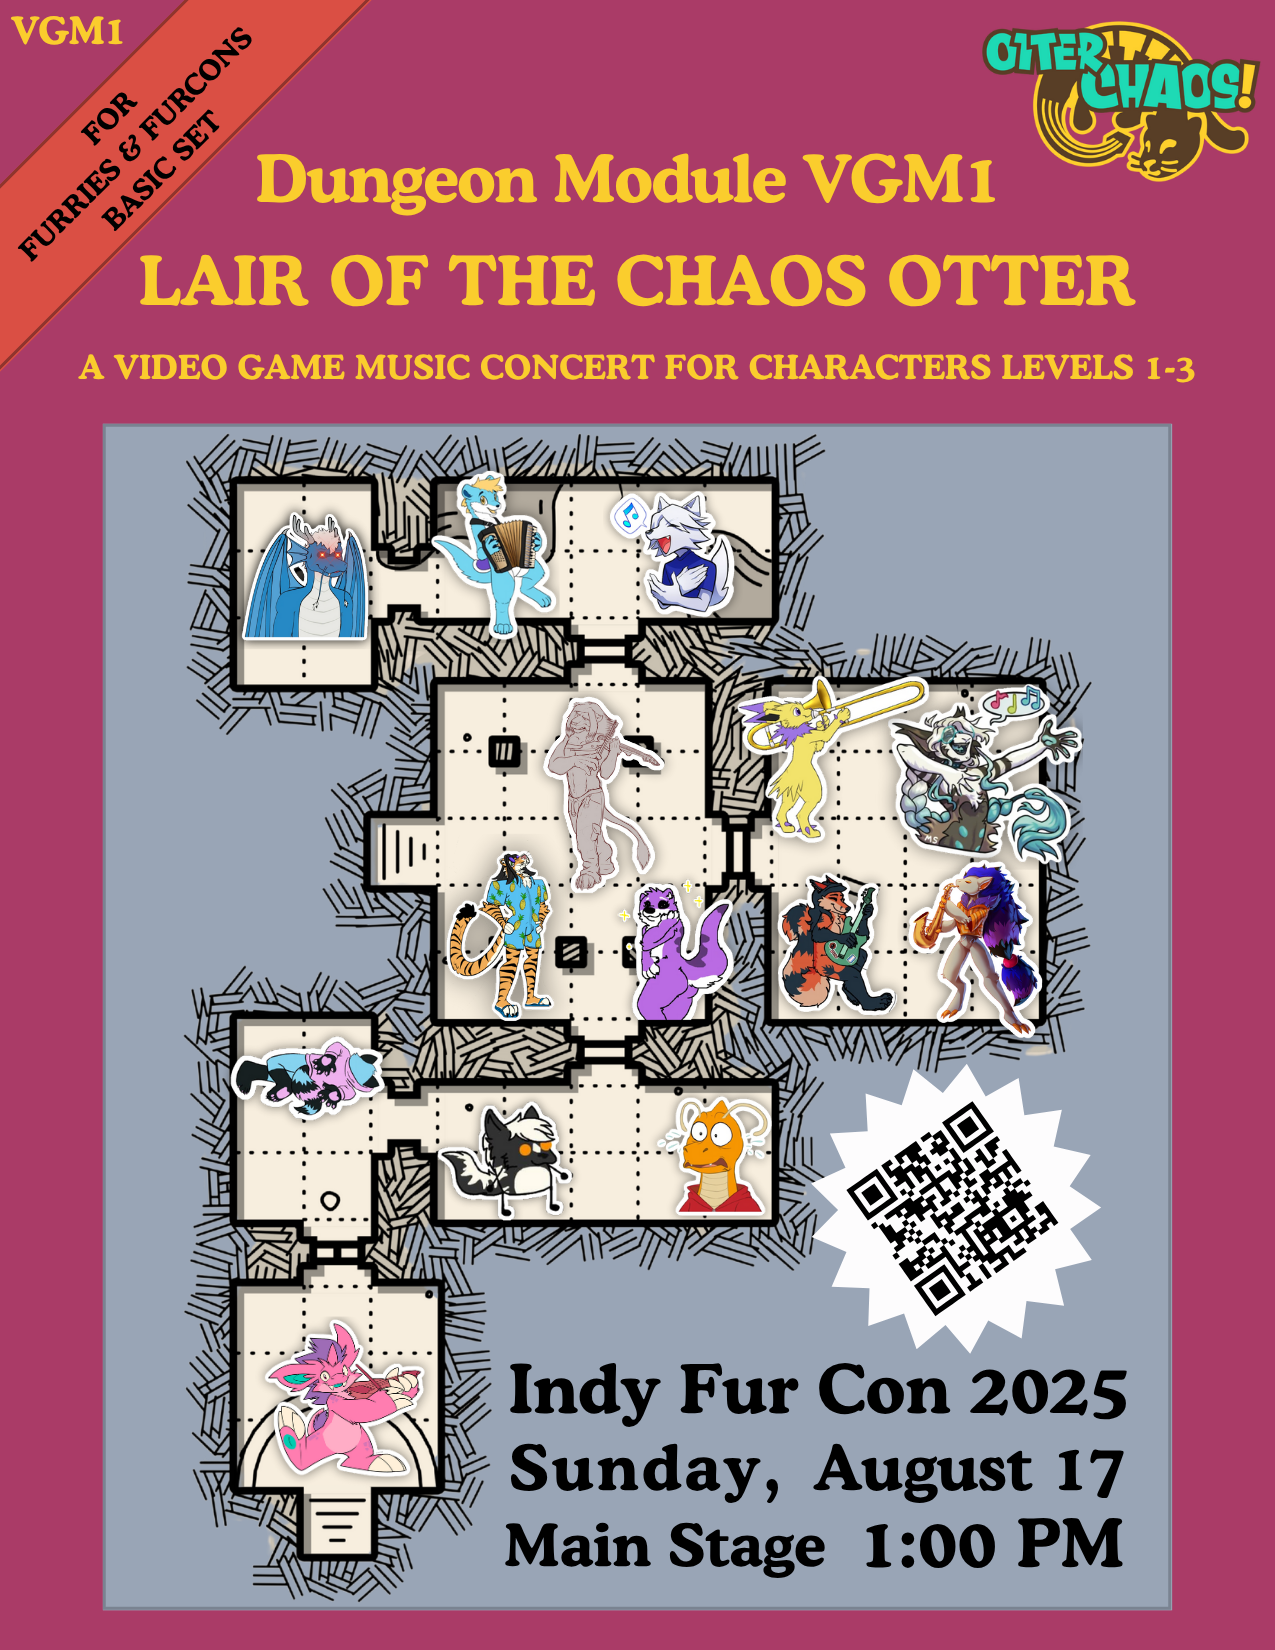 VGM1
FOR
FURRIES & FURCONS
BASIC SET
OTTER
CHAOS!
Dungeon Module VGM1
LAIR OF THE CHAOS OTTER
A VIDEO GAME MUSIC CONCERT FOR CHARACTERS LEVELS 1-3
MS
Indy Fur Con 2025
Sunday, August 17
Main Stage 1:00 PM